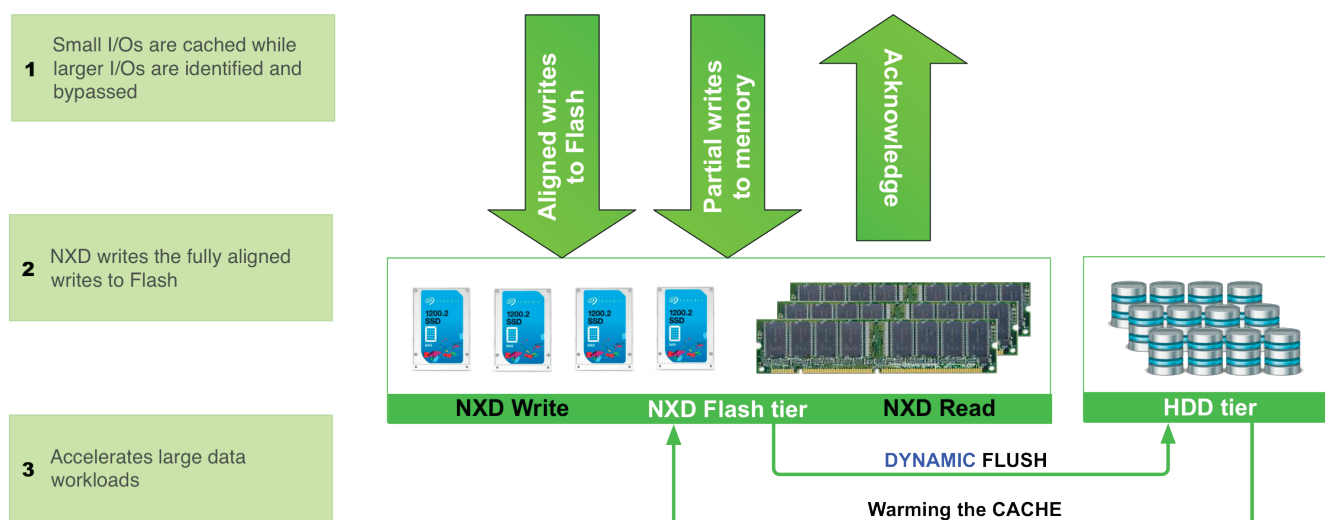 1
Small I/Os are cached while
larger I/Os are identified and
bypassed
2
NXD writes the fully aligned
writes to Flash
3
Accelerates large data
workloads
Aligned writes
to Flash
Partial writes
to memory
Acknowledge
1200.2
SSD
1200.2
SSD
1200.2
SSD
1200.2
SSD
NXD Write
NXD Flash tier
NXD Read
HDD tier
DYNAMIC FLUSH
Warming the CACHE